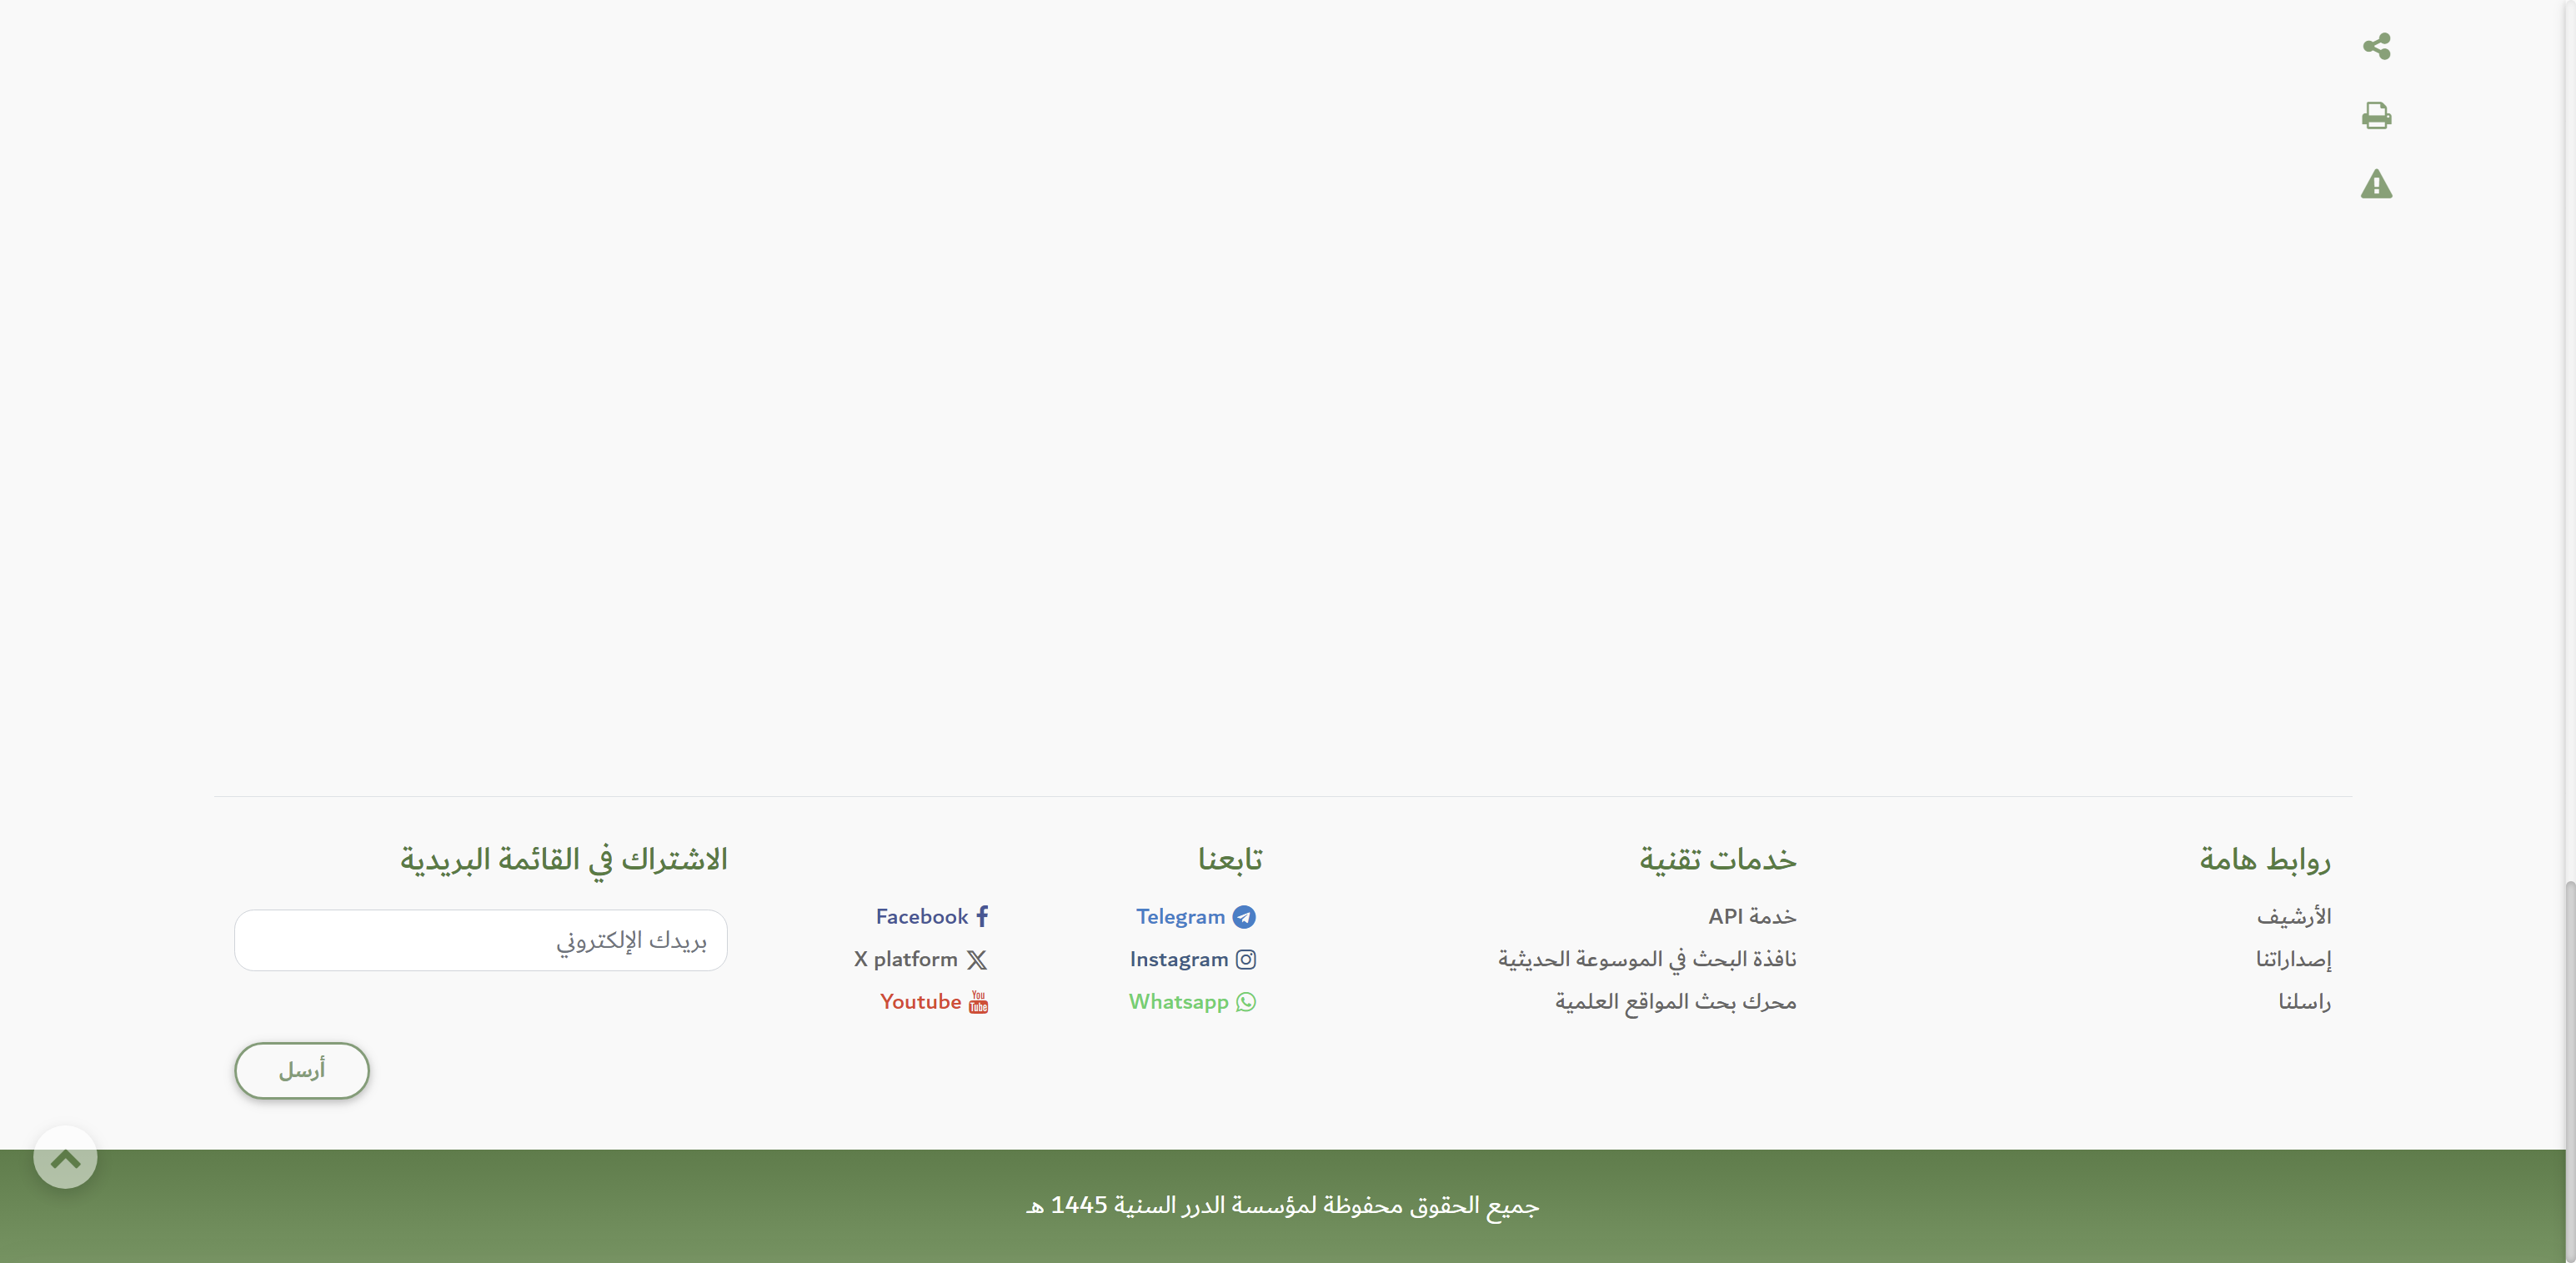 روابط هامة
الأرشيف
إصداراتنا
راسلنا
خدمات تقنية
خدمة API
نافذة البحث في الموسوعة الحديثية
محرك بحث المواقع العلمية
تابعنا
Telegram
Instagram
Whatsapp
Facebook
X platform
Youtube
الاشتراك في القائمة البريدية
بريدك الإلكتروني
أرسل
جميع الحقوق محفوظة لمؤسسة الدرر السنية 1445 هـ